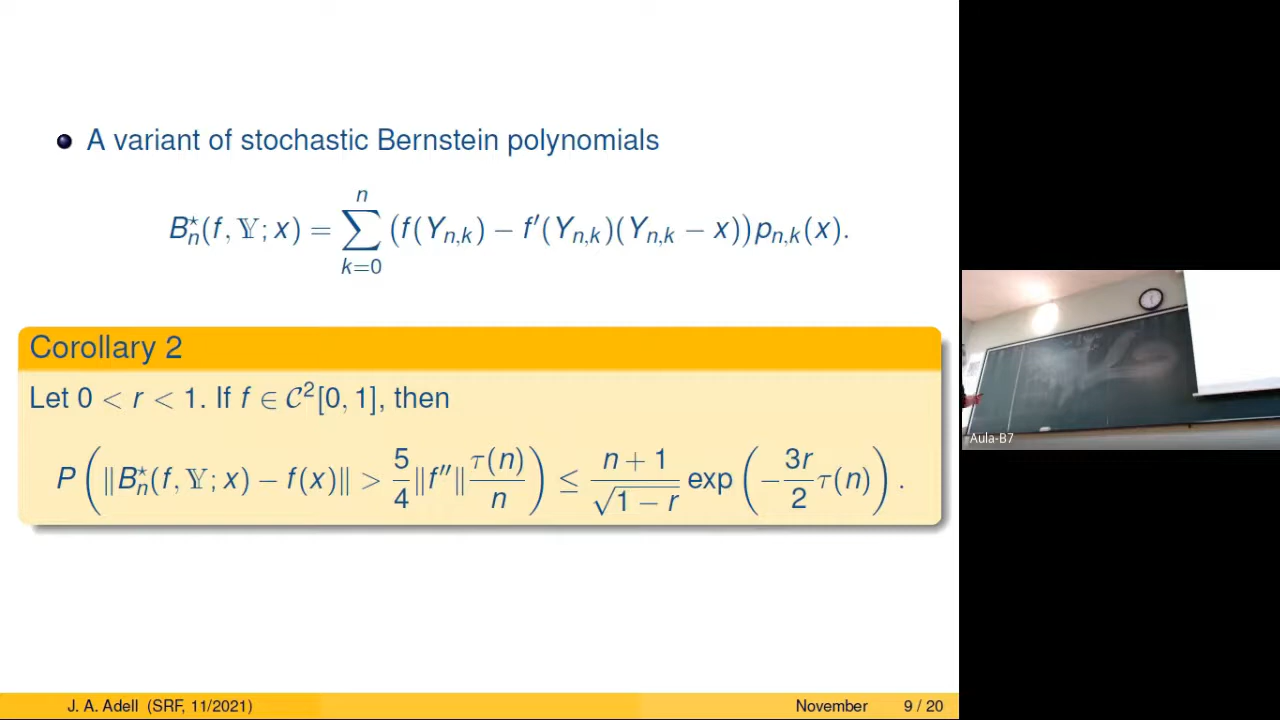 A variant of stochastic Bernstein polynomials
B⋆ₙ(f, 𝕐; x) = ∑ₖ₌₀ⁿ (f(Yₙ,ₖ) − f′(Yₙ,ₖ)(Yₙ,ₖ − x))pₙ,ₖ(x).
Corollary 2
Let 0 < r < 1. If f ∈ 𝒞²[0, 1], then
P(‖B⋆ₙ(f, 𝕐; x) − f(x)‖ > 5/4 ‖f″‖ τ(n)/n) ≤ (n + 1)/√(1 − r) exp(−3r/2 τ(n)).
Aula-B7
J. A. Adell (SRF, 11/2021) November 9 / 20